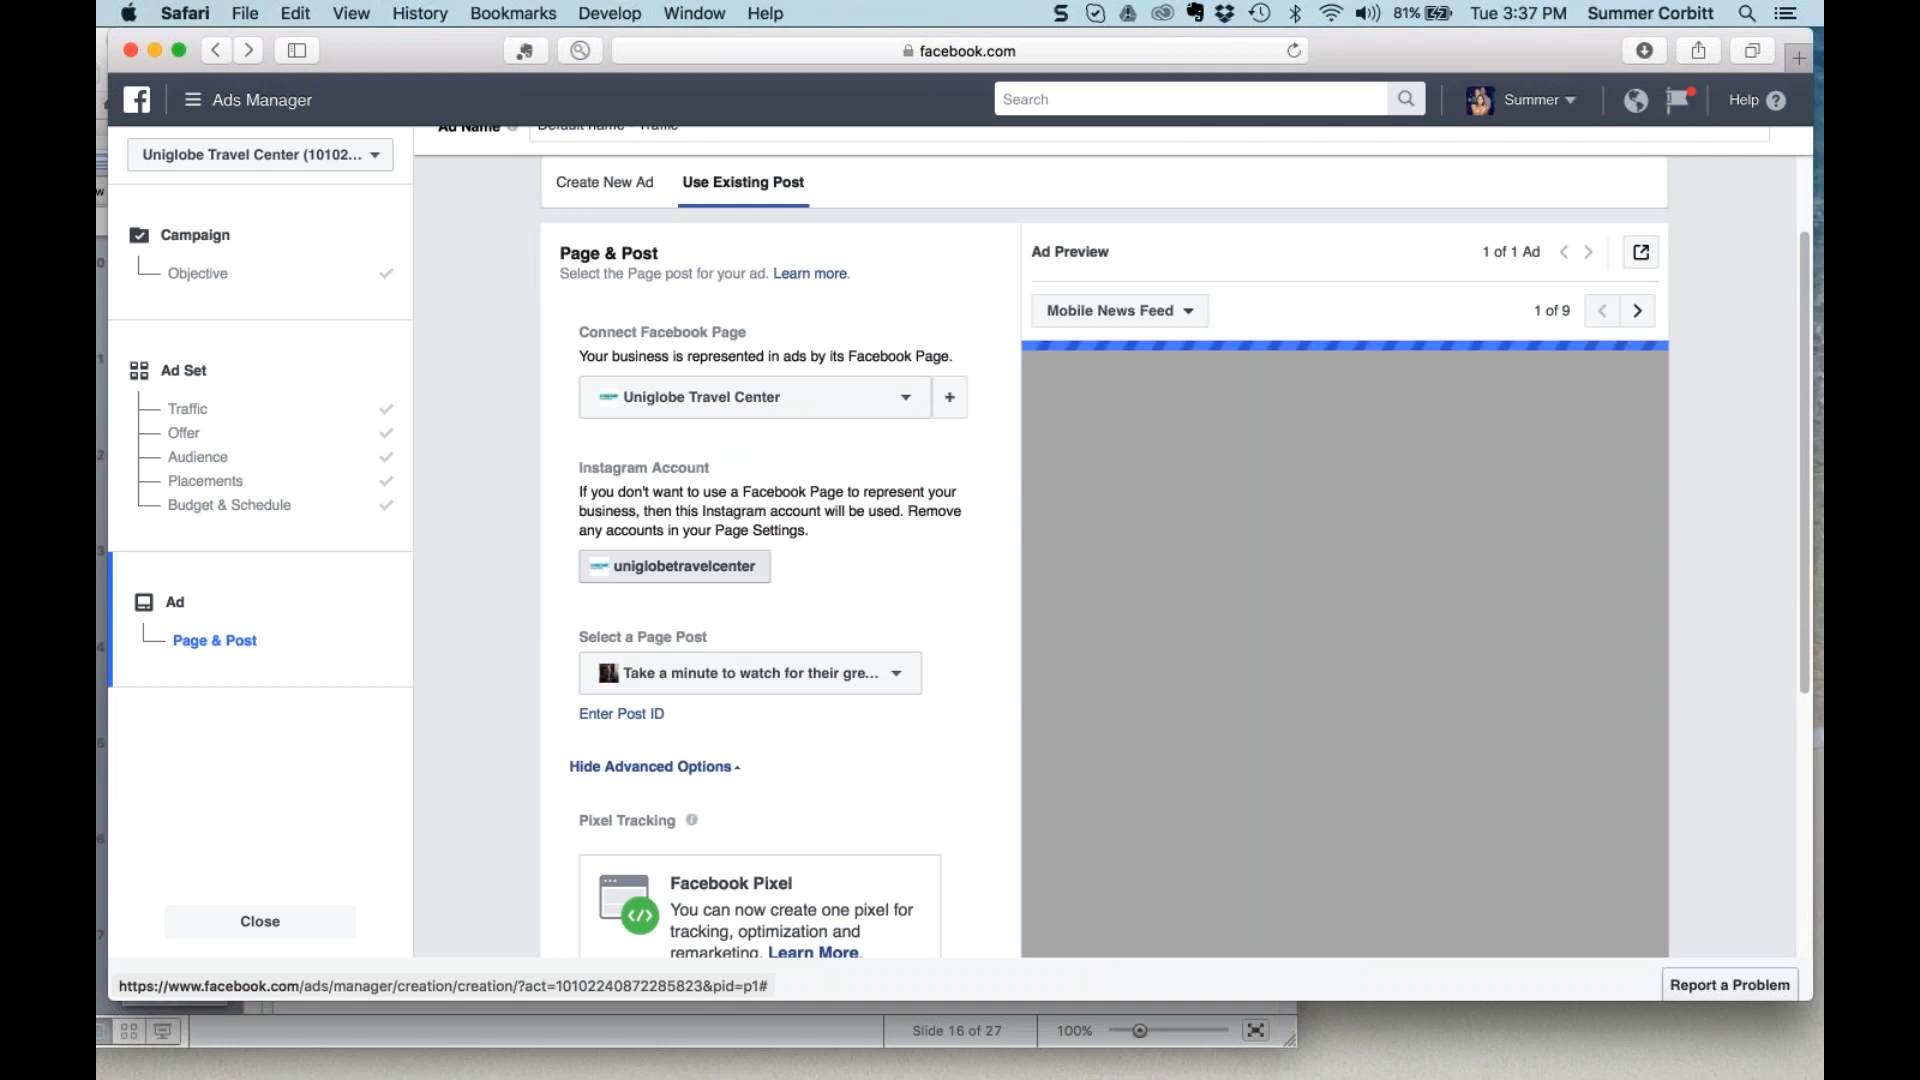 Safari File Edit View History Bookmarks Develop Window Help 81% Tue 3:37 PM Summer Corbitt
facebook.com
Ads Manager Search Summer Help
Ad Name Default name - Traffic
Uniglobe Travel Center (10102...
Create New Ad Use Existing Post
Campaign
Objective
Ad Set
Traffic
Offer
Audience
Placements
Budget & Schedule
Ad
Page & Post
Close
Page & Post
Select the Page post for your ad. Learn more.
Connect Facebook Page
Your business is represented in ads by its Facebook Page.
Uniglobe Travel Center +
Instagram Account
If you don't want to use a Facebook Page to represent your
business, then this Instagram account will be used. Remove
any accounts in your Page Settings.
uniglobetravelcenter
Select a Page Post
Take a minute to watch for their gre...
Enter Post ID
Hide Advanced Options
Pixel Tracking
Facebook Pixel
You can now create one pixel for
tracking, optimization and
remarketing. Learn More.
Ad Preview 1 of 1 Ad
Mobile News Feed 1 of 9
https://www.facebook.com/ads/manager/creation/creation/?act=10102240872285823&pid=p1#
Report a Problem
Slide 16 of 27 100%